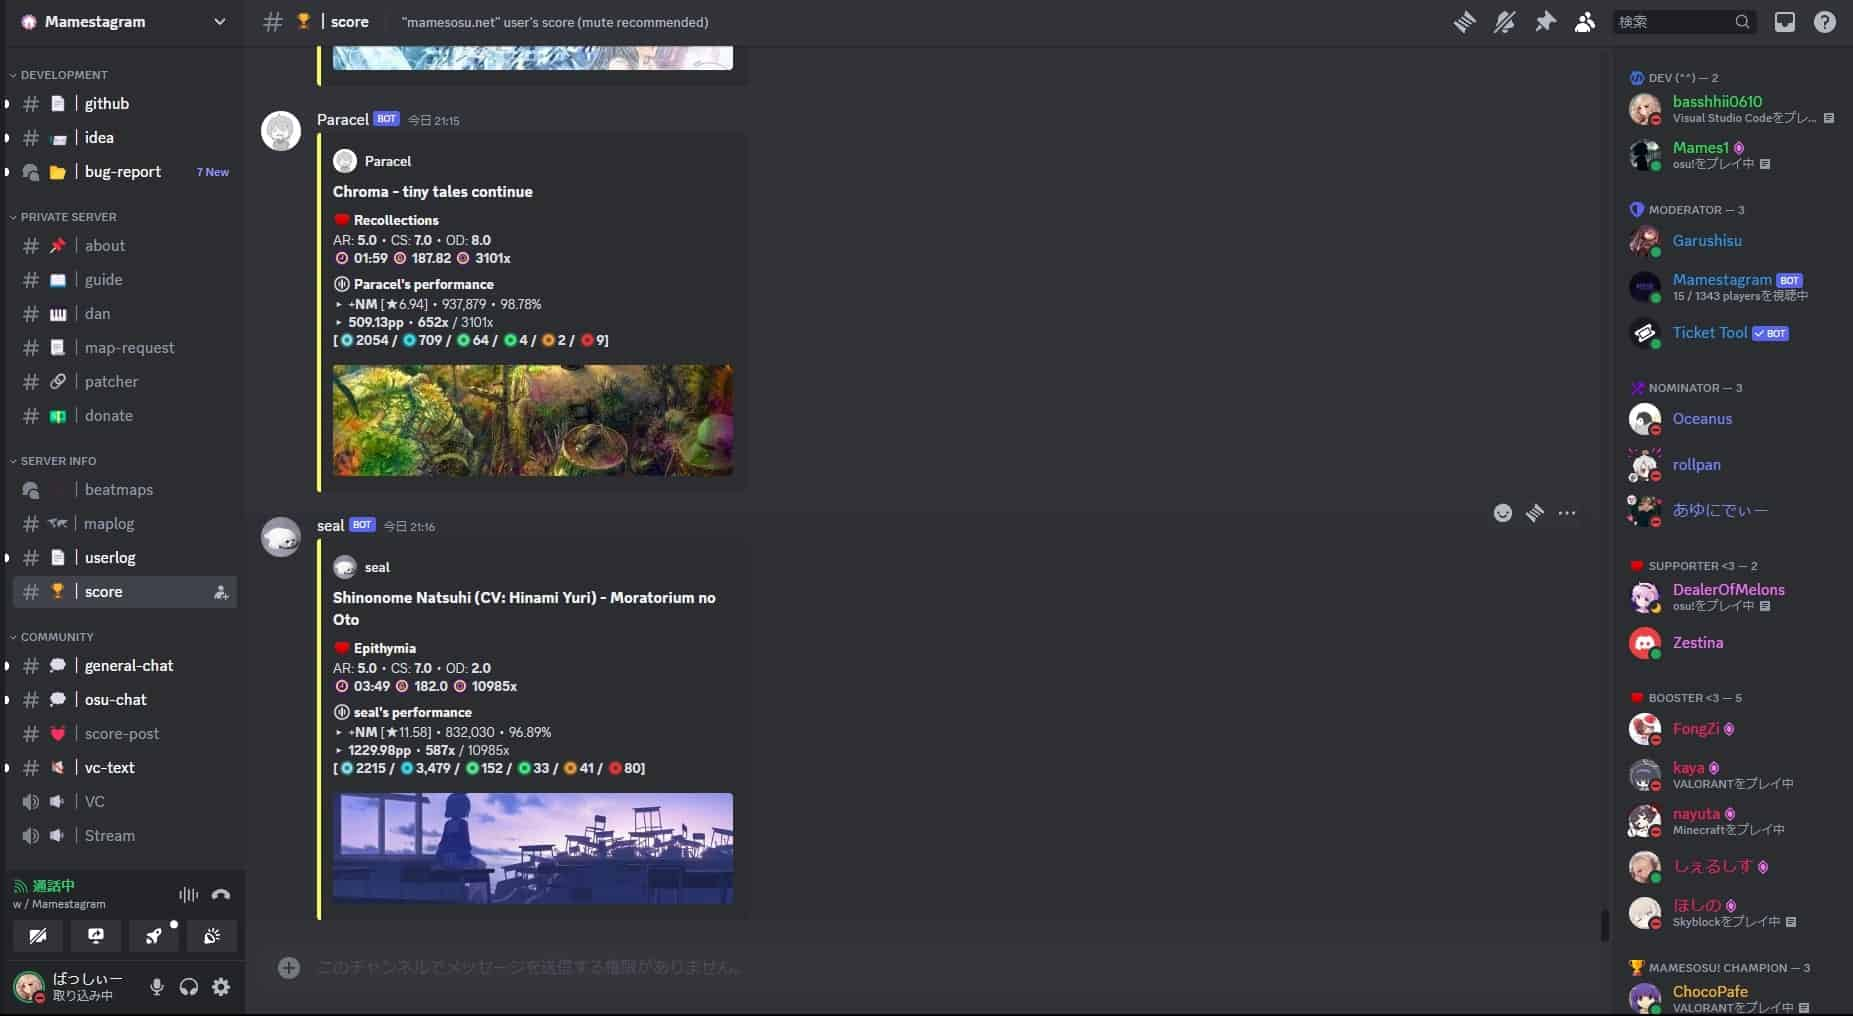 Mamestagram
DEVELOPMENT
github
idea
bug-report 7 New
PRIVATE SERVER
about
guide
dan
map-request
patcher
donate
SERVER INFO
beatmaps
maplog
userlog
score
COMMUNITY
general-chat
osu-chat
score-post
vc-text
VC
Stream
通話中
w / Mamestagram
ばっしぃー
取り込み中
score "mamesosu.net" user's score (mute recommended)
検索
Paracel BOT 今日 21:15
Paracel
Chroma - tiny tales continue
Recollections
AR: 5.0 • CS: 7.0 • OD: 8.0
01:59 187.82 3101x
Paracel's performance
‣ +NM [★6.94] • 937,879 • 98.78%
‣ 509.13pp • 652x / 3101x
[ 2054 / 709 / 64 / 4 / 2 / 9]
seal BOT 今日 21:16
seal
Shinonome Natsuhi (CV: Hinami Yuri) - Moratorium no
Oto
Epithymia
AR: 5.0 • CS: 7.0 • OD: 2.0
03:49 182.0 10985x
seal's performance
‣ +NM [★11.58] • 832,030 • 96.89%
‣ 1229.98pp • 587x / 10985x
[ 2215 / 3,479 / 152 / 33 / 41 / 80]
このチャンネルでメッセージを送信する権限がありません。
DEV (^^) — 2
basshhii0610
Visual Studio Codeをプレ...
Mames1
osu!をプレイ中
MODERATOR — 3
Garushisu
Mamestagram BOT
15 / 1343 playersを視聴中
Ticket Tool BOT
NOMINATOR — 3
Oceanus
rollpan
あゆにでぃー
SUPPORTER <3 — 2
DealerOfMelons
osu!をプレイ中
Zestina
BOOSTER <3 — 5
FongZi
kaya
VALORANTをプレイ中
nayuta
Minecraftをプレイ中
しぇるしす
ほしの
Skyblockをプレイ中
MAMESOSU! CHAMPION — 3
ChocoPafe
VALORANTをプレイ中